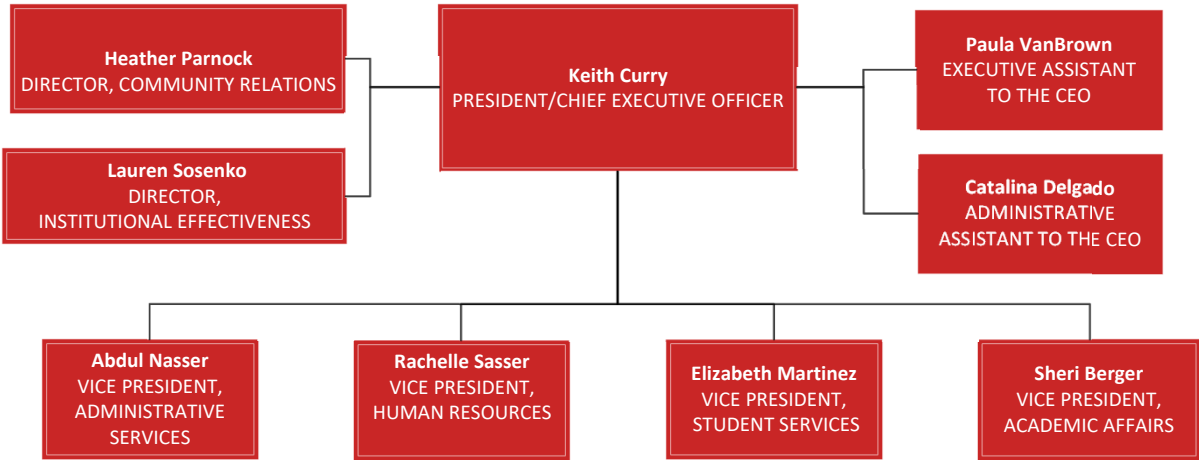 Heather Parnock
DIRECTOR, COMMUNITY RELATIONS
Keith Curry
PRESIDENT/CHIEF EXECUTIVE OFFICER
Paula VanBrown
EXECUTIVE ASSISTANT
TO THE CEO
Lauren Sosenko
DIRECTOR,
INSTITUTIONAL EFFECTIVENESS
Catalina Delgado
ADMINISTRATIVE
ASSISTANT TO THE CEO
Abdul Nasser
VICE PRESIDENT,
ADMINISTRATIVE
SERVICES
Rachelle Sasser
VICE PRESIDENT,
HUMAN RESOURCES
Elizabeth Martinez
VICE PRESIDENT,
STUDENT SERVICES
Sheri Berger
VICE PRESIDENT,
ACADEMIC AFFAIRS